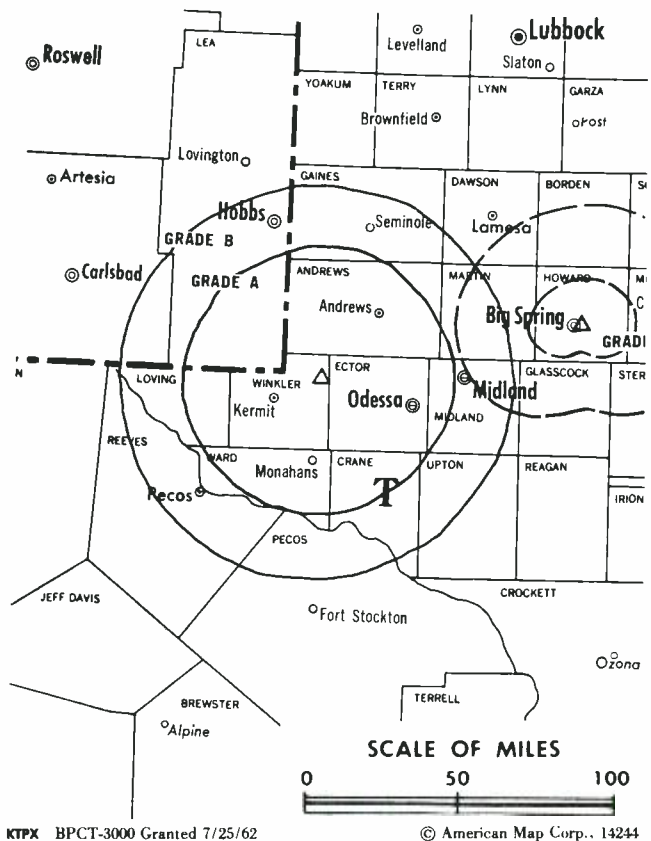 LEA
Levelland
Lubbock
Roswell
Slaton
YOAKUM
TERRY
LYNN
GARZA
Brownfield
Post
Lovington
Artesia
GAINES
DAWSON
BORDEN
Hobbs
Seminole
Lamesa
GRADE B
Carlsbad
GRADE A
ANDREWS
MARTIN
HOWARD
Andrews
Big Spring
GRADI
N
LOVING
WINKLER
ECTOR
GLASSCOCK
STER
Kermit
Odessa
Midland
MIDLAND
REEVES
WARD
Monahans
CRANE
UPTON
REAGAN
Pecos
T
IRION
PECOS
JEFF DAVIS
CROCKETT
Fort Stockton
Ozona
BREWSTER
TERRELL
Alpine
SCALE OF MILES
0 50 100
KTPX BPCT-3000 Granted 7/25/62 © American Map Corp., 14244